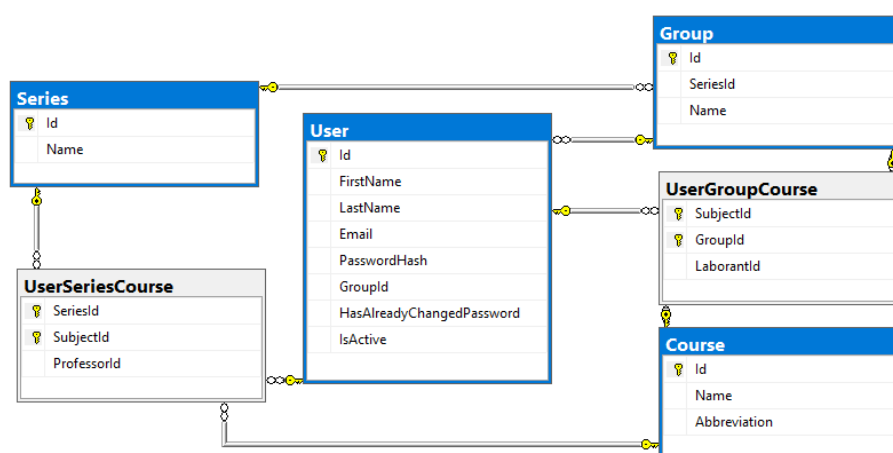 Group
Id
SeriesId
Name
Series
Id
Name
User
Id
FirstName
LastName
Email
PasswordHash
GroupId
HasAlreadyChangedPassword
IsActive
UserGroupCourse
SubjectId
GroupId
LaborantId
UserSeriesCourse
SeriesId
SubjectId
ProfessorId
Course
Id
Name
Abbreviation